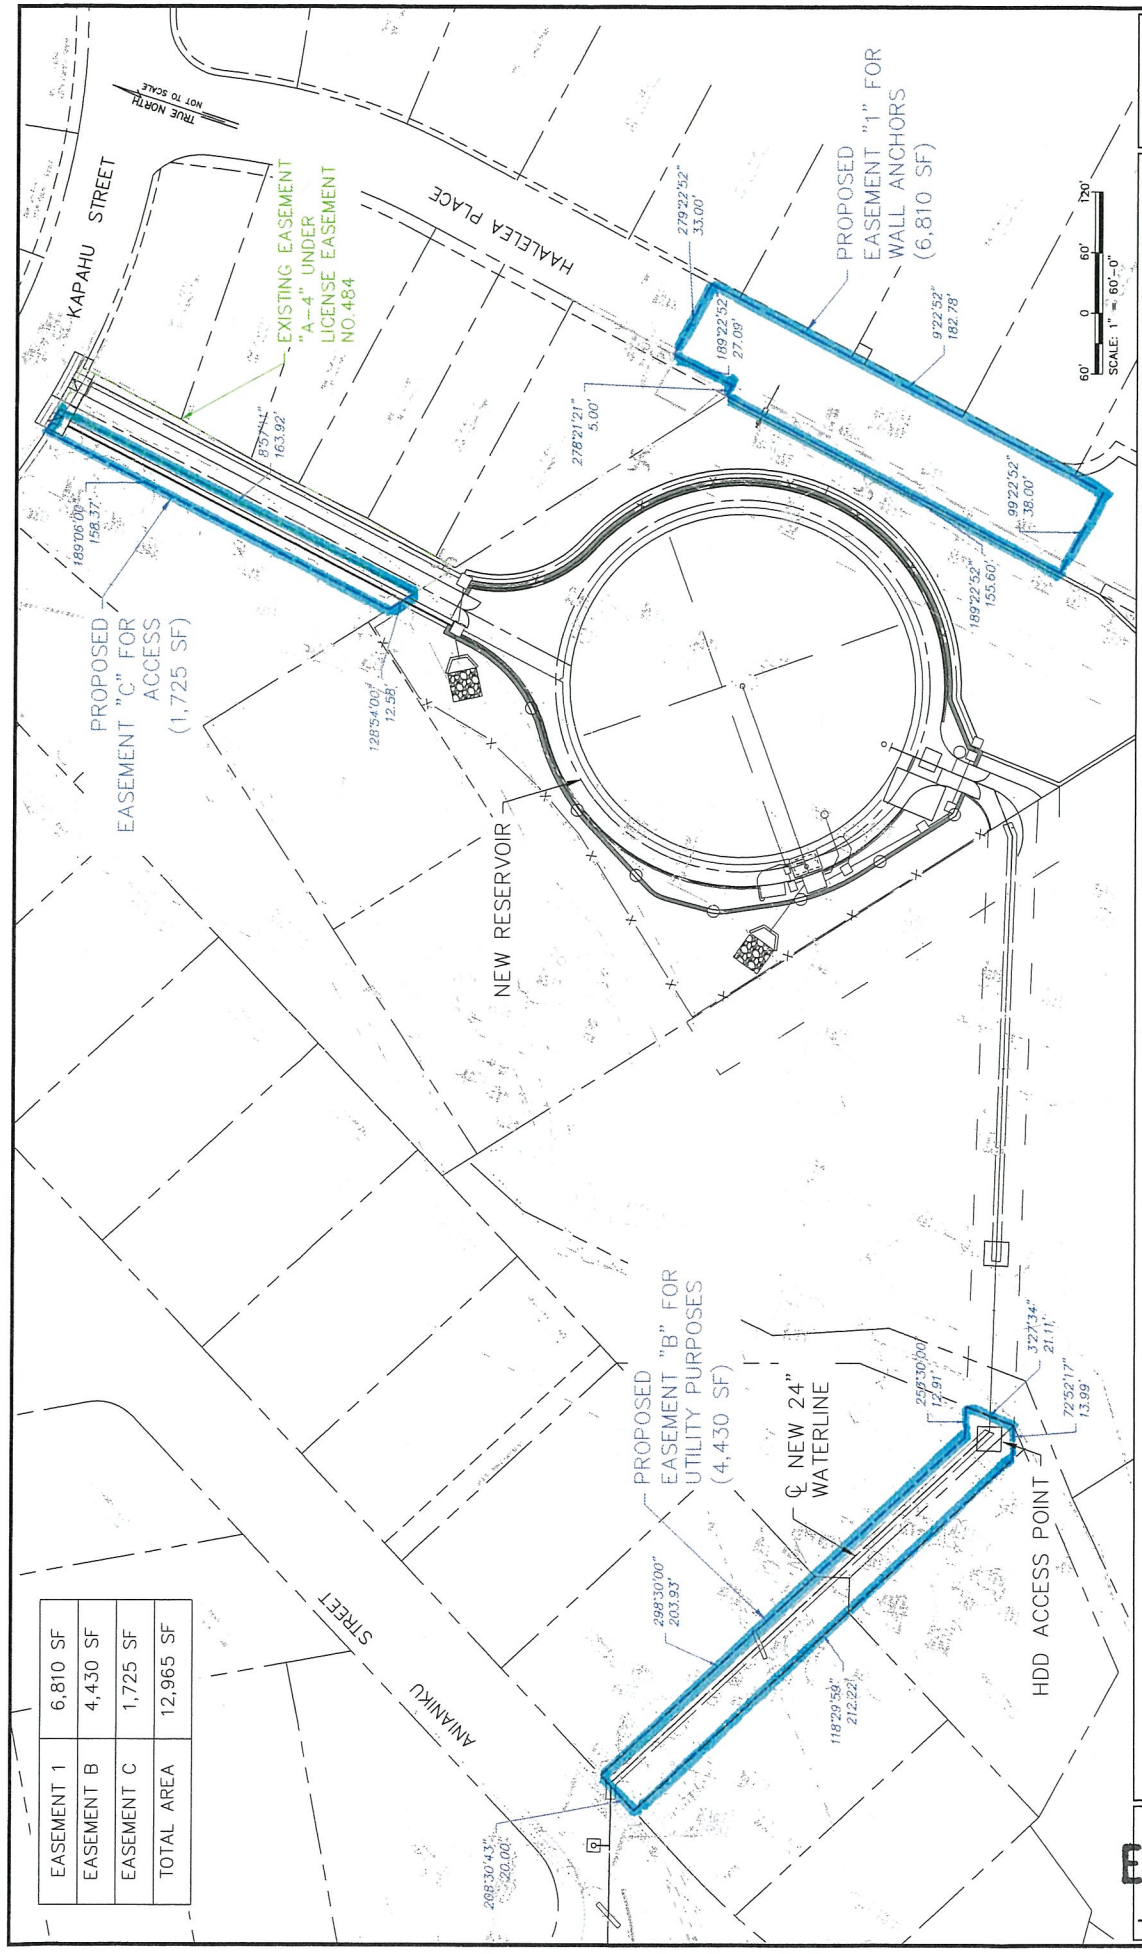 EASEMENT 1 6,810 SF
EASEMENT B 4,430 SF
EASEMENT C 1,725 SF
TOTAL AREA 12,965 SF
ANIANIKU
STREET
208°30'43"
20.00'
298°30'00"
203.93'
PROPOSED
EASEMENT "B" FOR
UTILITY PURPOSES
(4,430 SF)
118°29'59"
212.22'
℄ NEW 24"
WATERLINE
256°30'00"
12.91'
3°27'34"
21.11'
72°52'17"
13.99'
HDD ACCESS POINT
NEW RESERVOIR
PROPOSED
EASEMENT "C" FOR
ACCESS
(1,725 SF)
128°54'00"
12.58'
189°06'00"
158.37'
8°57'11"
163.92'
KAPAHU STREET
TRUE NORTH
NOT TO SCALE
EXISTING EASEMENT
"A-4" UNDER
LICENSE EASEMENT
NO.484
HAALELEA PLACE
278°21'21"
5.00'
189°22'52"
27.09'
279°22'52"
33.00'
PROPOSED
EASEMENT "1" FOR
WALL ANCHORS
(6,810 SF)
9°22'52"
182.78'
99°22'52"
38.00'
189°22'52"
155.60'
60' 0 60' 120'
SCALE: 1" = 60'-0"